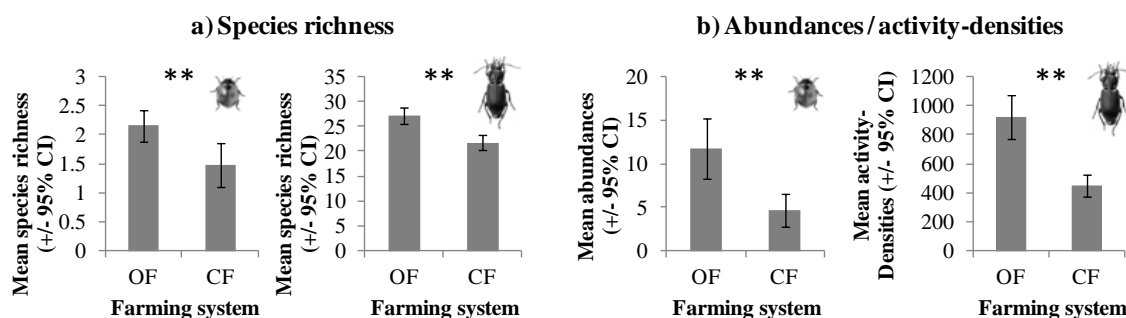 a) Species richness
Mean species richness
(+/- 95% CI)
3
2.5
2
1.5
1
0.5
0
**
OF
CF
Farming system
Mean species richness
(+/- 95% CI)
35
30
25
20
15
10
5
0
**
OF
CF
Farming system
b) Abundances / activity-densities
Mean abundances
(+/- 95% CI)
20
15
10
5
0
**
OF
CF
Farming system
Mean activity-
Densities (+/- 95% CI)
1200
1000
800
600
400
200
0
**
OF
CF
Farming system